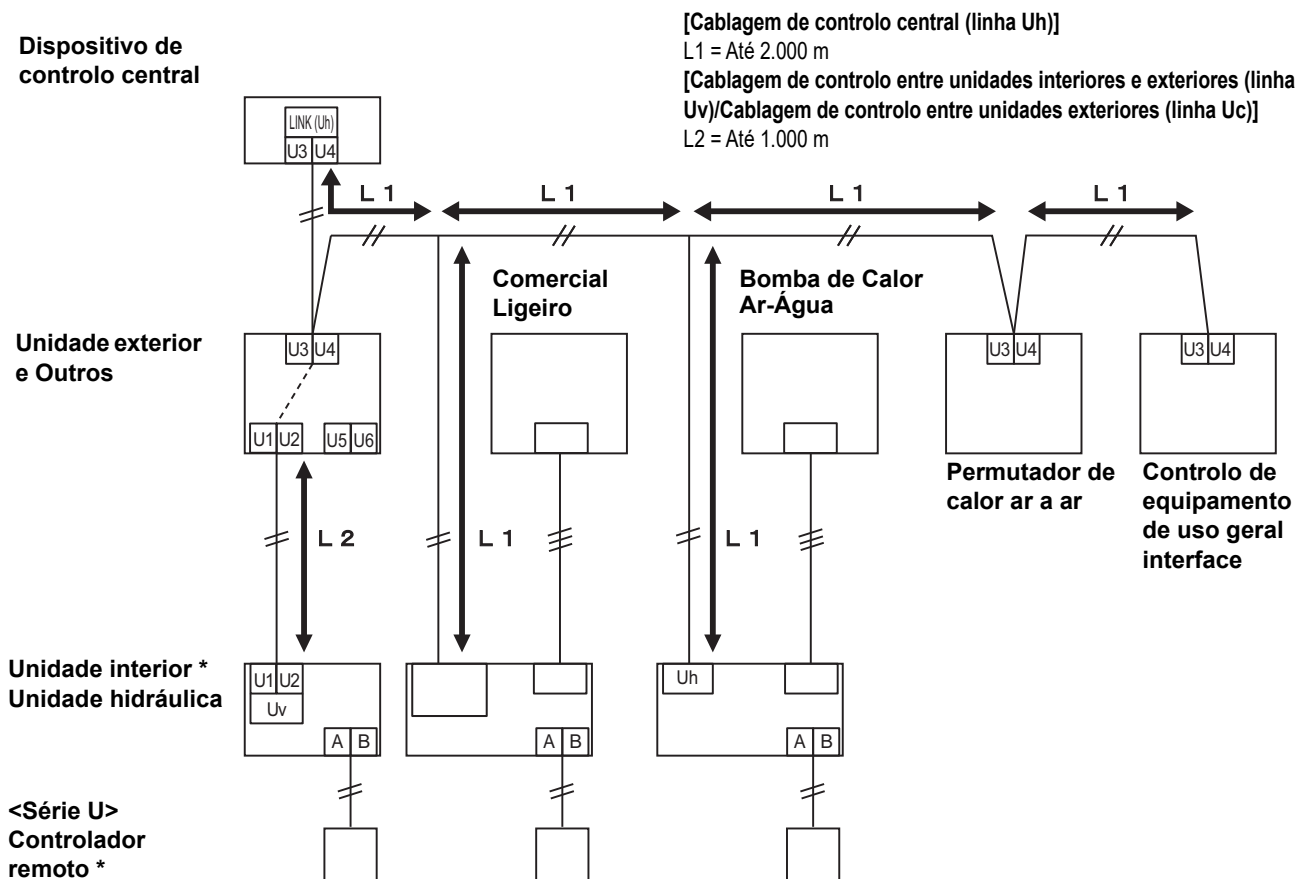 [Cablagem de controlo central (linha Uh)]
L1 = Até 2.000 m
[Cablagem de controlo entre unidades interiores e exteriores (linha
Uv)/Cablagem de controlo entre unidades exteriores (linha Uc)]
L2 = Até 1.000 m
Dispositivo de
controlo central
LINK (Uh)
U3 U4
L 1
L 1
L 1
L 1
Comercial
Ligeiro
Bomba de Calor
Ar-Água
Unidade exterior
e Outros
U3 U4
U3 U4
U3 U4
U1 U2
U5 U6
Permutador de
calor ar a ar
Controlo de
equipamento
de uso geral
interface
L 2
L 1
L 1
Unidade interior *
Unidade hidráulica
U1 U2
Uv
Uh
A B
A B
A B
<Série U>
Controlador
remoto *